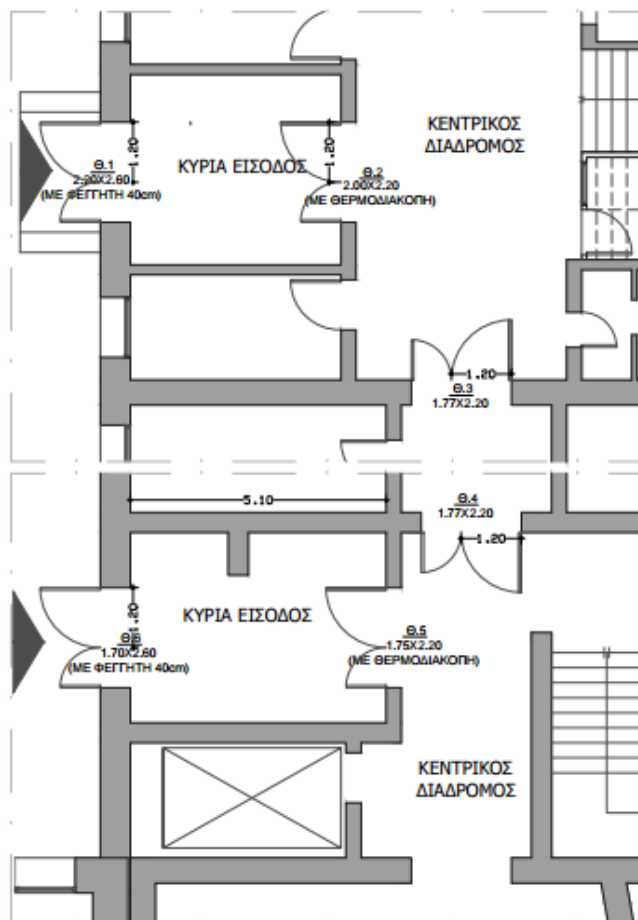 ΚΕΝΤΡΙΚΟΣ
ΔΙΑΔΡΟΜΟΣ
1.20
1.20
Θ.1
2.20X2.60
(ΜΕ ΦΕΓΓΗΤΗ 40cm)
ΚΥΡΙΑ ΕΙΣΟΔΟΣ
Θ.2
2.00X2.20
(ΜΕ ΘΕΡΜΟΔΙΑΚΟΠΗ)
1.20
Θ.3
1.77X2.20
5.10
Θ.4
1.77X2.20
1.20
1.20
ΚΥΡΙΑ ΕΙΣΟΔΟΣ
Θ.6
1.70X2.60
(ΜΕ ΦΕΓΓΗΤΗ 40cm)
Θ.5
1.75X2.20
(ΜΕ ΘΕΡΜΟΔΙΑΚΟΠΗ)
ΚΕΝΤΡΙΚΟΣ
ΔΙΑΔΡΟΜΟΣ